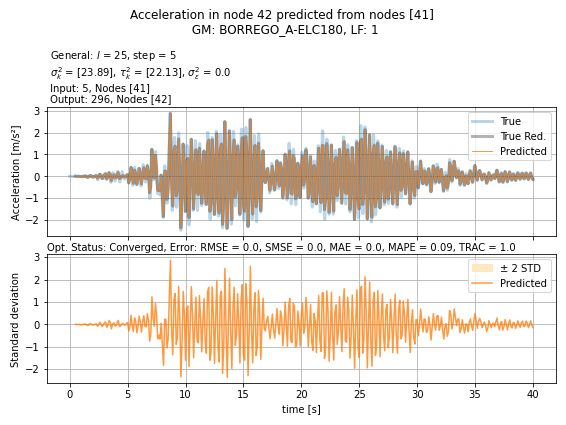 Acceleration in node 42 predicted from nodes [41]
GM: BORREGO_A-ELC180, LF: 1
General: l = 25, step = 5
σ²ₖ = [23.89], τ²ₖ = [22.13], σ²ε = 0.0
Input: 5, Nodes [41]
Output: 296, Nodes [42]
Acceleration [m/s²]
3
2
1
0
−1
−2
True
True Red.
Predicted
Opt. Status: Converged, Error: RMSE = 0.0, SMSE = 0.0, MAE = 0.0, MAPE = 0.09, TRAC = 1.0
Standard deviation
3
2
1
0
−1
−2
± 2 STD
Predicted
0 5 10 15 20 25 30 35 40
time [s]